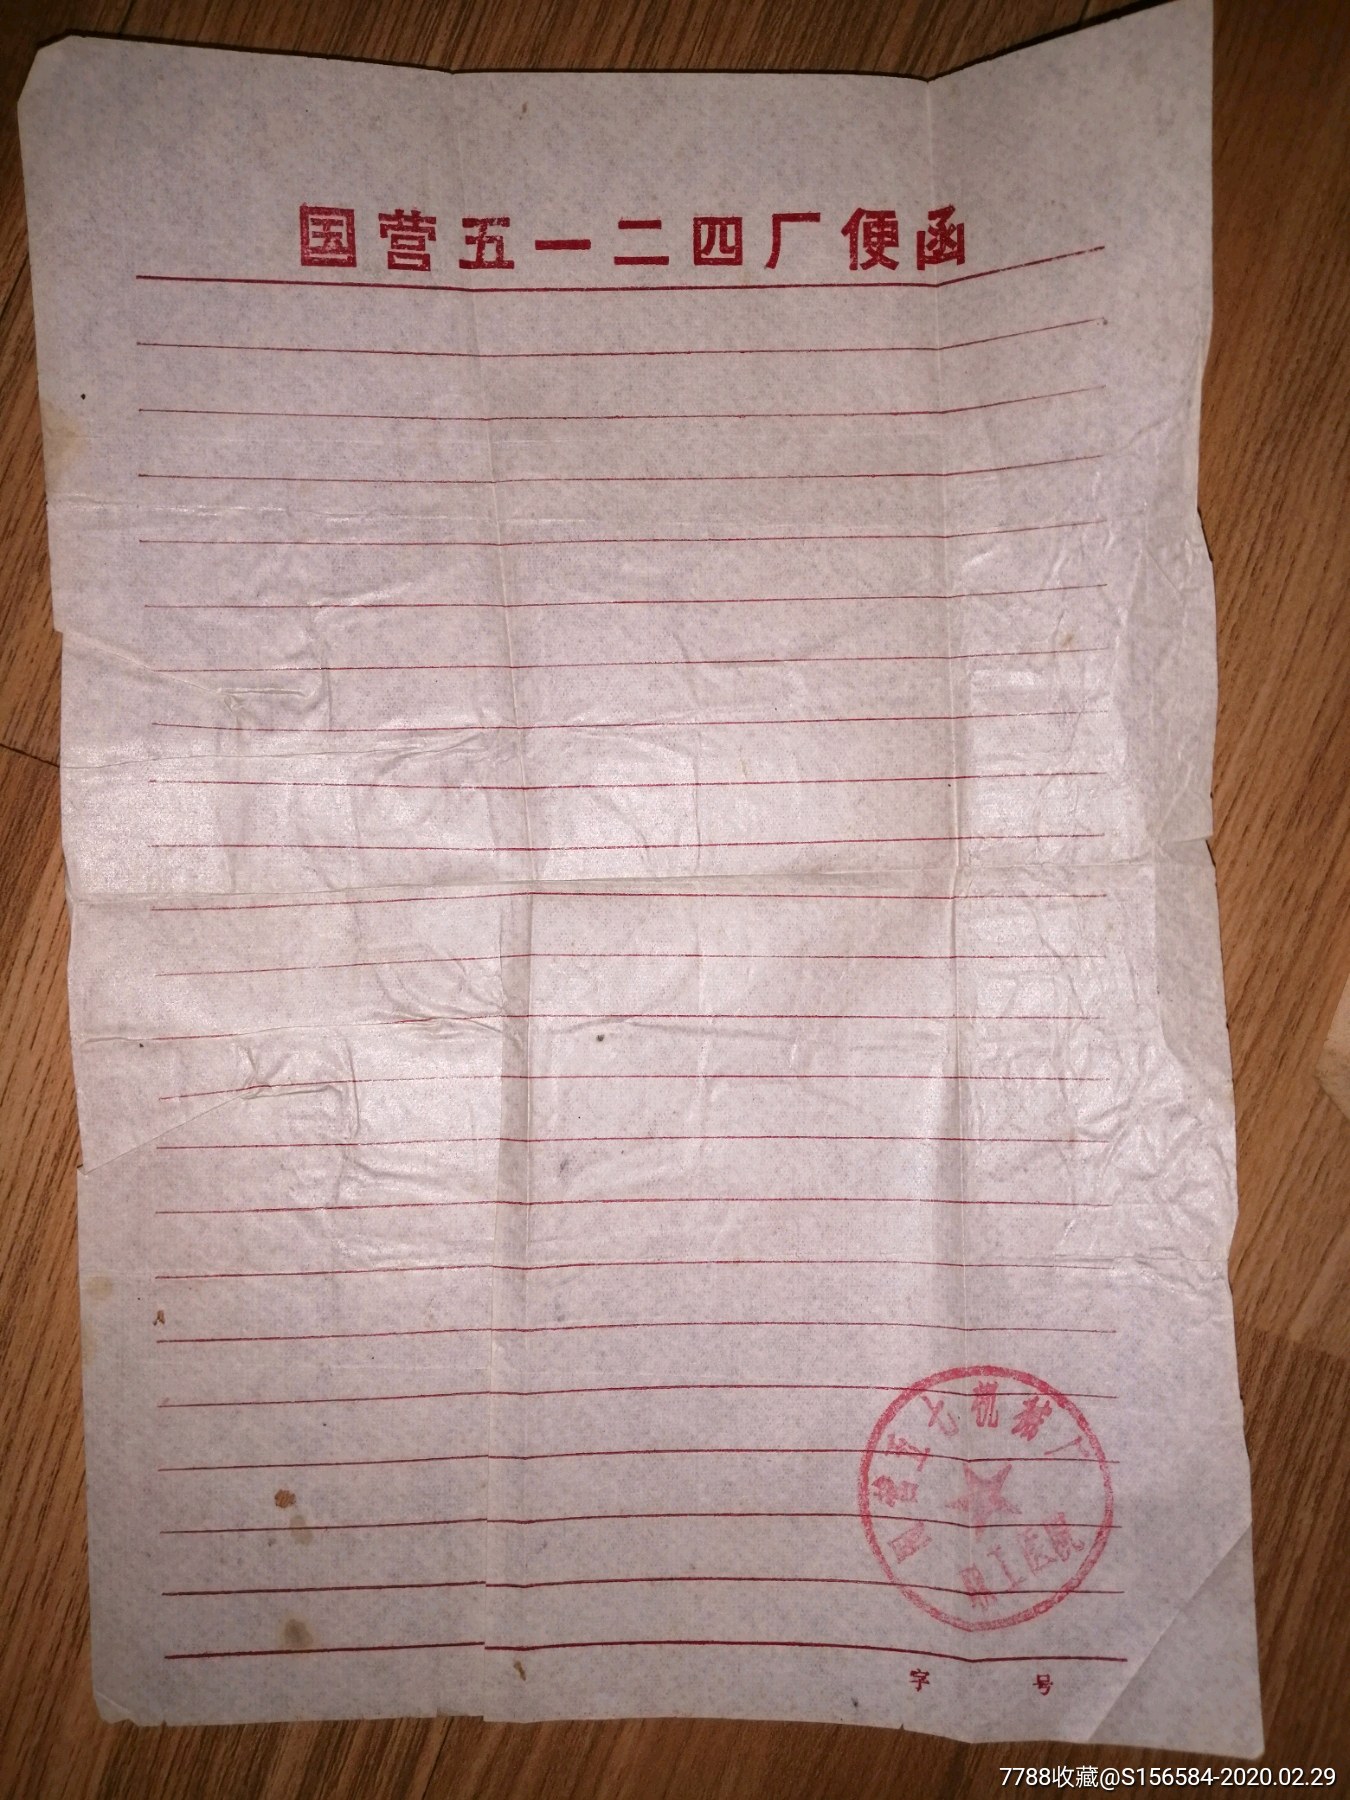 国营五一二四厂便函
国营五七机械厂
职工医院
字 号
7788收藏@S156584-2020.02.29